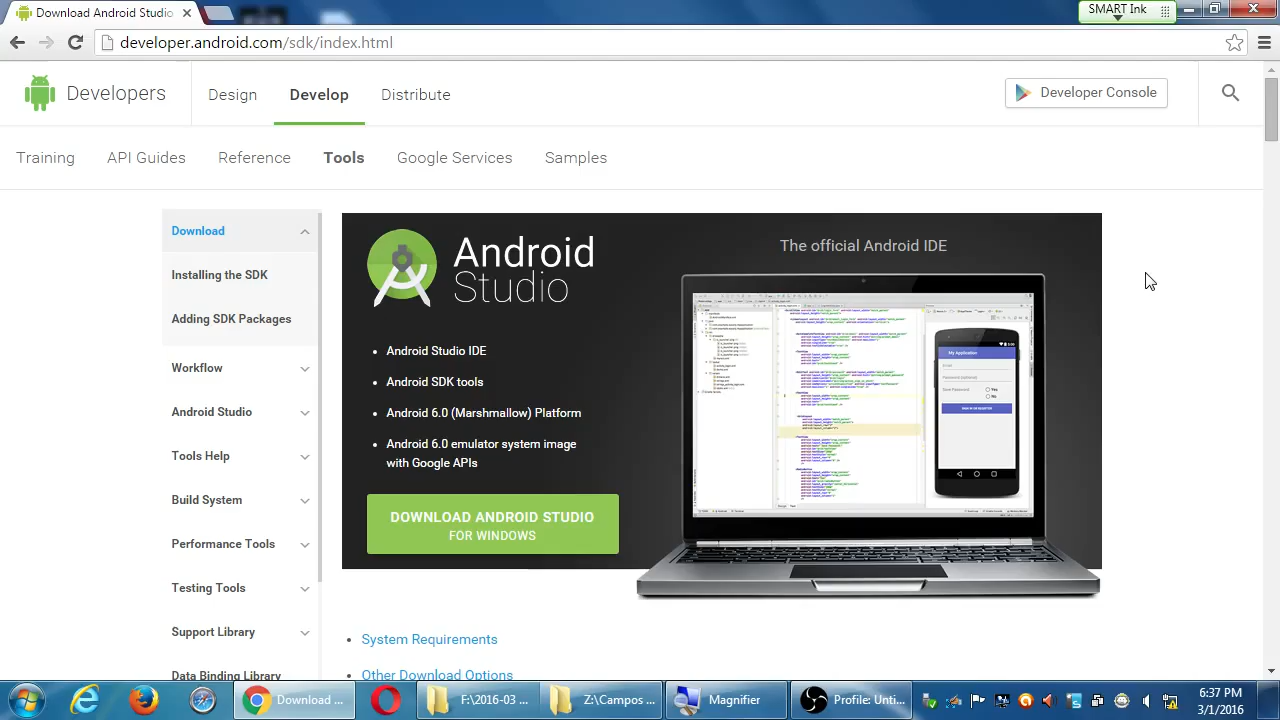 Download Android Studio
SMART Ink
developer.android.com/sdk/index.html
Developers
Design
Develop
Distribute
Developer Console
Training
API Guides
Reference
Tools
Google Services
Samples
Download
Installing the SDK
Adding SDK Packages
Workflow
Android Studio
Tools Help
Build System
Performance Tools
Testing Tools
Support Library
Data Binding Library
Android
Studio
The official Android IDE
• Android Studio IDE
• Android SDK tools
• Android 6.0 (Marshmallow) Platform
• Android 6.0 emulator system image
with Google APIs
DOWNLOAD ANDROID STUDIO
FOR WINDOWS
My Application
• System Requirements
• Other Download Options
Download ...
F:\2016-03 ...
Z:\Campos ...
Magnifier
Profile: Unti...
6:37 PM
3/1/2016